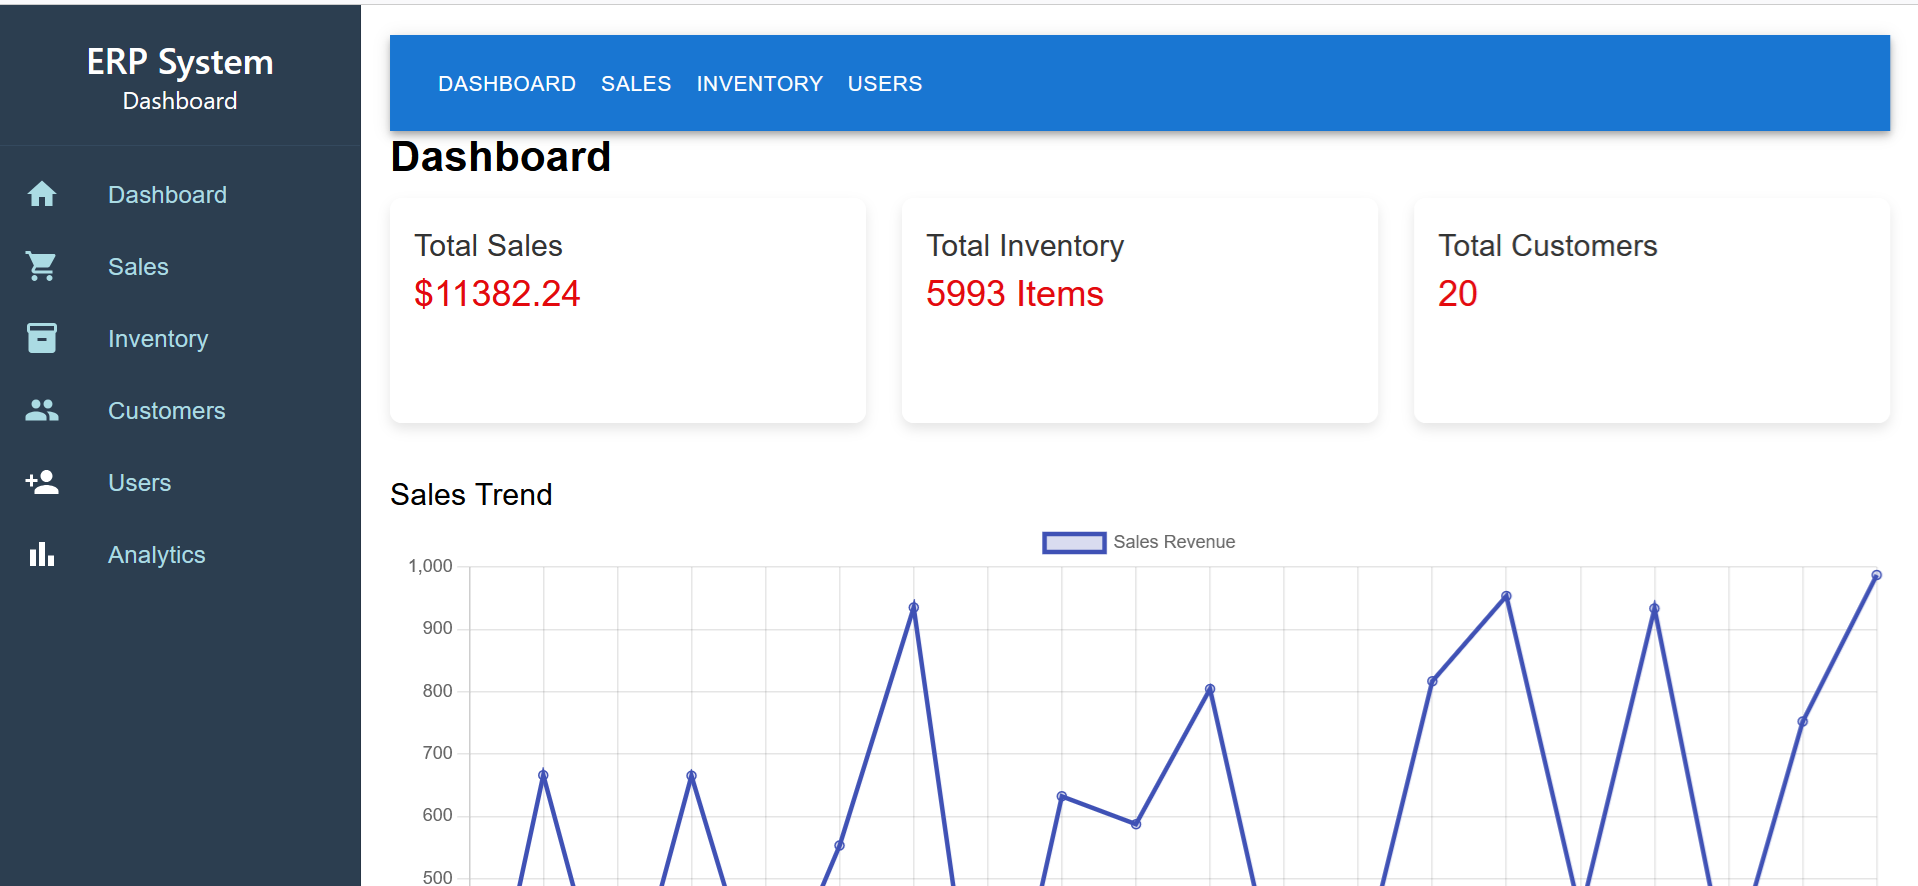 ERP System
Dashboard
Dashboard
Sales
Inventory
Customers
Users
Analytics
DASHBOARD SALES INVENTORY USERS
Dashboard
Total Sales
$11382.24
Total Inventory
5993 Items
Total Customers
20
Sales Trend
Sales Revenue
1,000
900
800
700
600
500